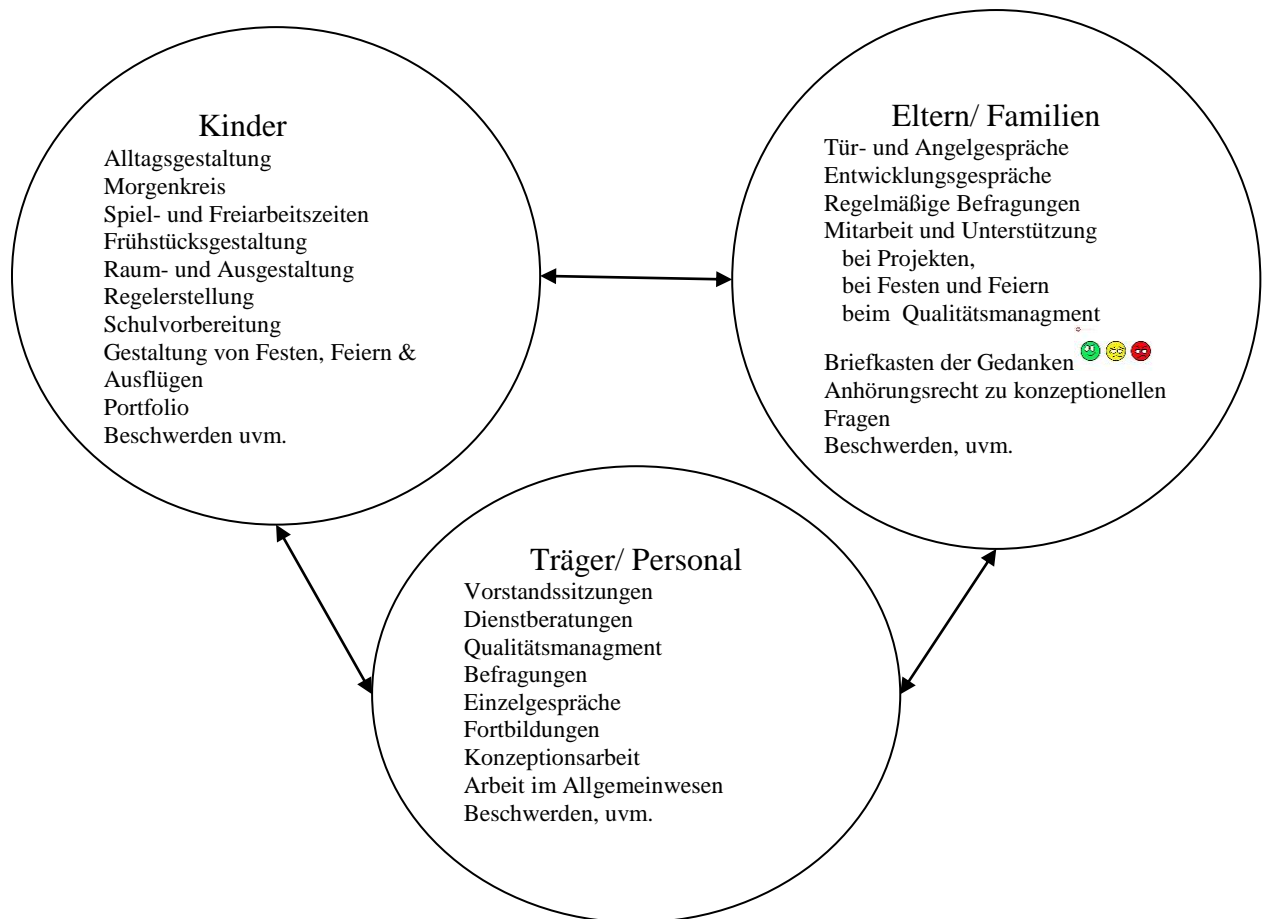 Kinder
Alltagsgestaltung
Morgenkreis
Spiel- und Freiarbeitszeiten
Frühstücksgestaltung
Raum- und Ausgestaltung
Regelerstellung
Schulvorbereitung
Gestaltung von Festen, Feiern &
Ausflügen
Portfolio
Beschwerden uvm.
Eltern/ Familien
Tür- und Angelgespräche
Entwicklungsgespräche
Regelmäßige Befragungen
Mitarbeit und Unterstützung
bei Projekten,
bei Festen und Feiern
beim Qualitätsmanagment
Briefkasten der Gedanken
Anhörungsrecht zu konzeptionellen
Fragen
Beschwerden, uvm.
Träger/ Personal
Vorstandssitzungen
Dienstberatungen
Qualitätsmanagment
Befragungen
Einzelgespräche
Fortbildungen
Konzeptionsarbeit
Arbeit im Allgemeinwesen
Beschwerden, uvm.